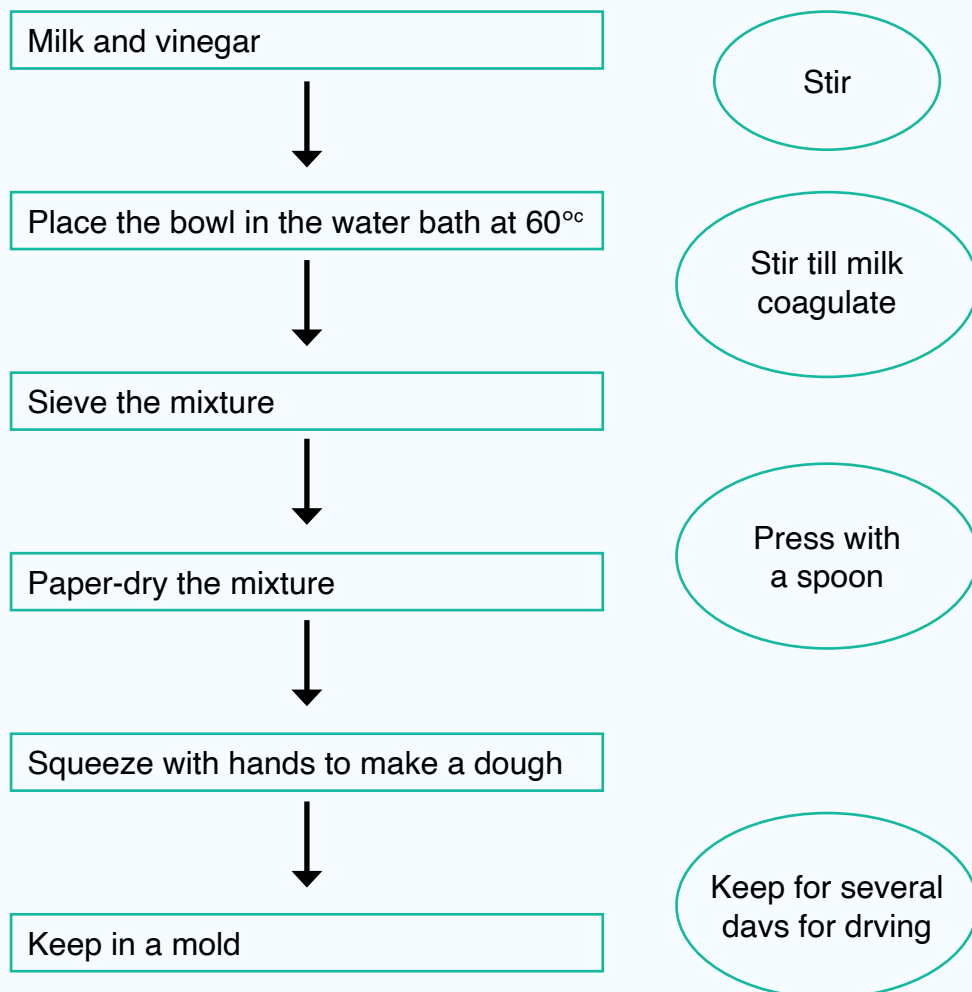 Milk and vinegar
Stir
Place the bowl in the water bath at 60°c
Stir till milk
coagulate
Sieve the mixture
Press with
a spoon
Paper-dry the mixture
Squeeze with hands to make a dough
Keep for several
davs for drving
Keep in a mold